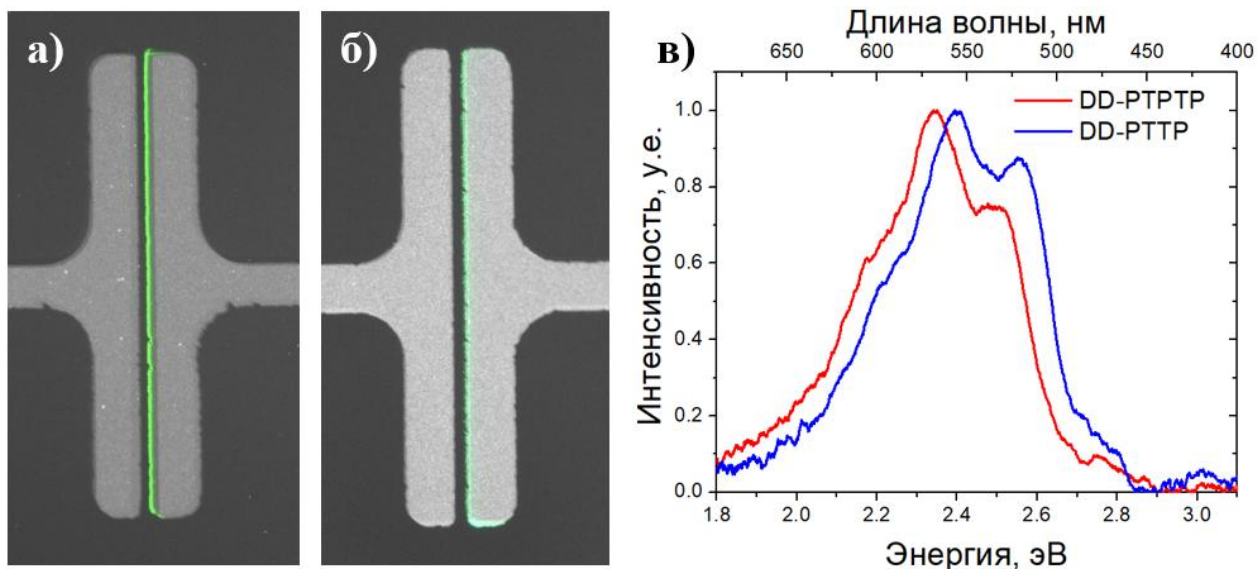 а)
б)
в)
Длина волны, нм
650 600 550 500 450 400
DD-PTPTP
DD-PTTP
Интенсивность, у.е.
1.0
0.8
0.6
0.4
0.2
0.0
1.8 2.0 2.2 2.4 2.6 2.8 3.0
Энергия, эВ